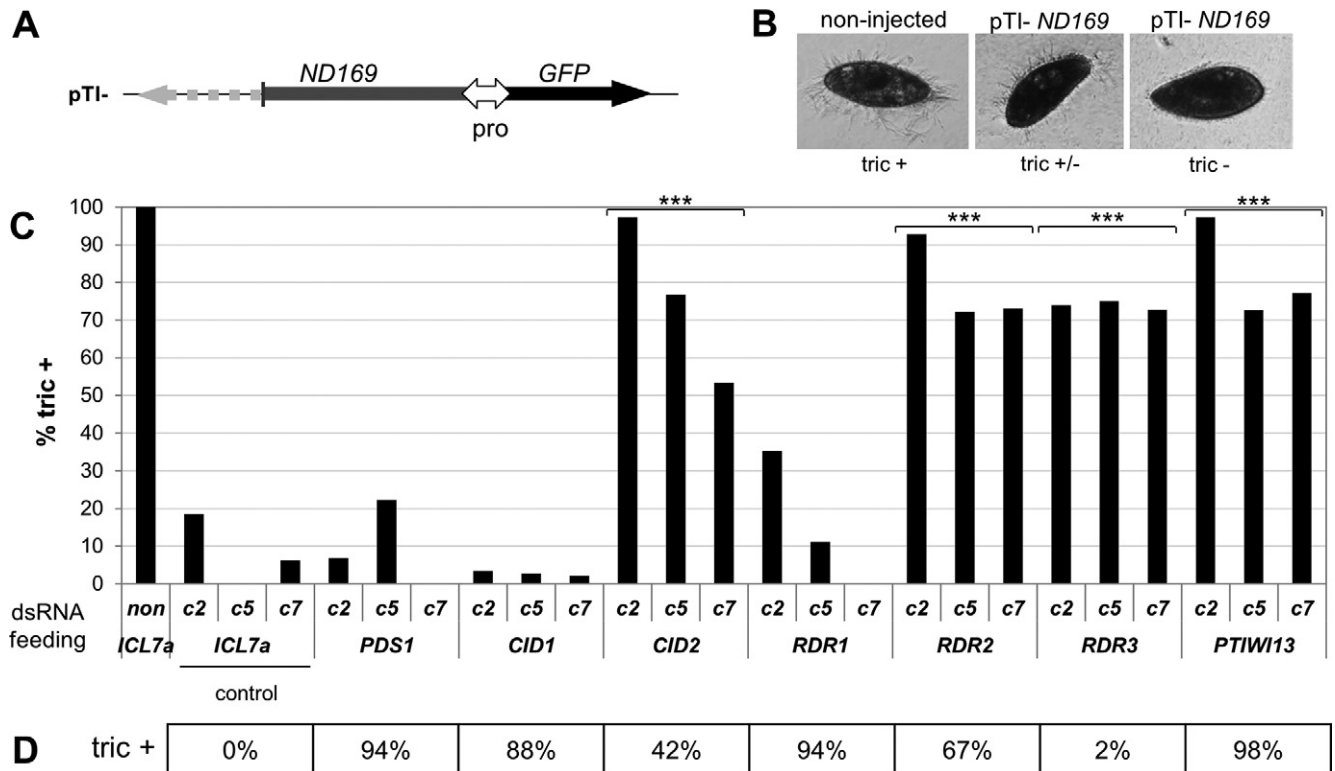 A
pTI-
ND169
GFP
pro
B
non-injected
pTI- ND169
pTI- ND169
tric +
tric +/-
tric -
C
% tric +
100
90
80
70
60
50
40
30
20
10
0
***
***
***
***
dsRNA feeding
non c2 c5 c7 c2 c5 c7 c2 c5 c7 c2 c5 c7 c2 c5 c7 c2 c5 c7 c2 c5 c7 c2 c5 c7
ICL7a ICL7a PDS1 CID1 CID2 RDR1 RDR2 RDR3 PTIWI13
control
D
tric + 0% 94% 88% 42% 94% 67% 2% 98%